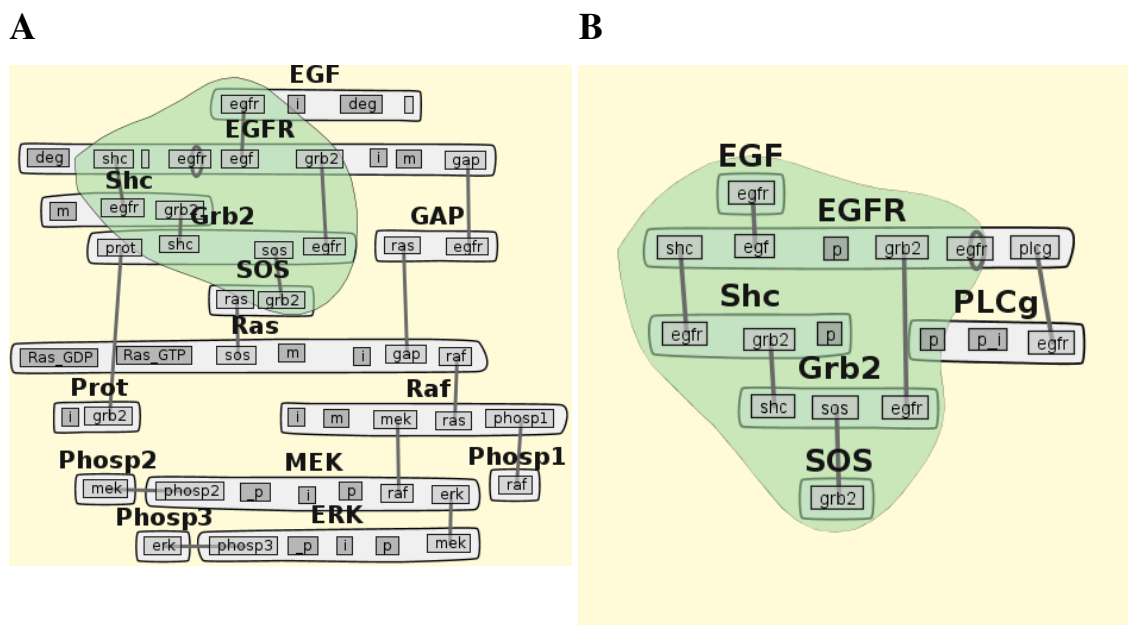 A
EGF
egfr i deg
EGFR
deg shc egfr egf grb2 i m gap
Shc
m egfr grb2
Grb2 GAP
prot shc sos egfr ras egfr
SOS
ras grb2
Ras
Ras_GDP Ras_GTP sos m i gap raf
Prot Raf
i grb2 i m mek ras phosp1
Phosp2 MEK Phosp1
mek phosp2 _p i p raf erk raf
Phosp3 ERK
erk phosp3 _p i p mek
B
EGF
egfr
EGFR
shc egf p grb2 egfr plcg
Shc PLCg
egfr grb2 p p p_i egfr
Grb2
shc sos egfr
SOS
grb2